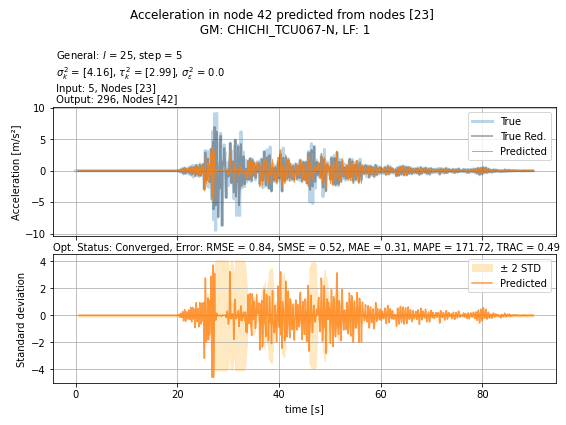 Acceleration in node 42 predicted from nodes [23]
GM: CHICHI_TCU067-N, LF: 1
General: l = 25, step = 5
σ²ₖ = [4.16], τ²ₖ = [2.99], σ²ε = 0.0
Input: 5, Nodes [23]
Output: 296, Nodes [42]
Acceleration [m/s²]
10
5
0
−5
−10
True
True Red.
Predicted
Opt. Status: Converged, Error: RMSE = 0.84, SMSE = 0.52, MAE = 0.31, MAPE = 171.72, TRAC = 0.49
Standard deviation
4
2
0
−2
−4
± 2 STD
Predicted
0 20 40 60 80
time [s]